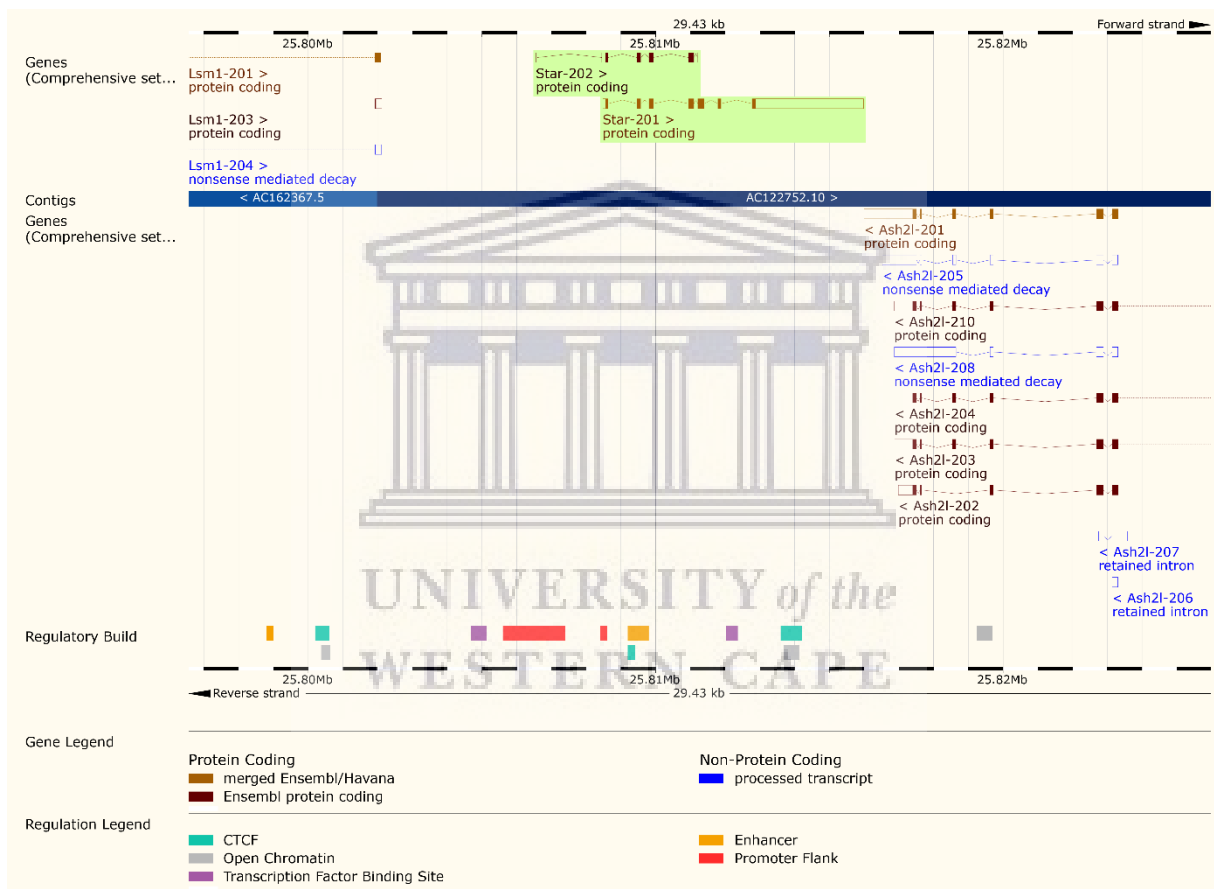 29.43 kb
Forward strand
25.80Mb 25.81Mb 25.82Mb
Genes
(Comprehensive set...
Lsm1-201 >
protein coding
Star-202 >
protein coding
Lsm1-203 >
protein coding
Star-201 >
protein coding
Lsm1-204 >
nonsense mediated decay
Contigs
< AC162367.5
AC122752.10 >
Genes
(Comprehensive set...
< Ash2l-201
protein coding
< Ash2l-205
nonsense mediated decay
< Ash2l-210
protein coding
< Ash2l-208
nonsense mediated decay
< Ash2l-204
protein coding
< Ash2l-203
protein coding
< Ash2l-202
protein coding
< Ash2l-207
retained intron
< Ash2l-206
retained intron
UNIVERSITY of the
WESTERN CAPE
Regulatory Build
25.80Mb 25.81Mb 25.82Mb
Reverse strand
29.43 kb
Gene Legend
Protein Coding
merged Ensembl/Havana
Ensembl protein coding
Non-Protein Coding
processed transcript
Regulation Legend
CTCF
Open Chromatin
Transcription Factor Binding Site
Enhancer
Promoter Flank